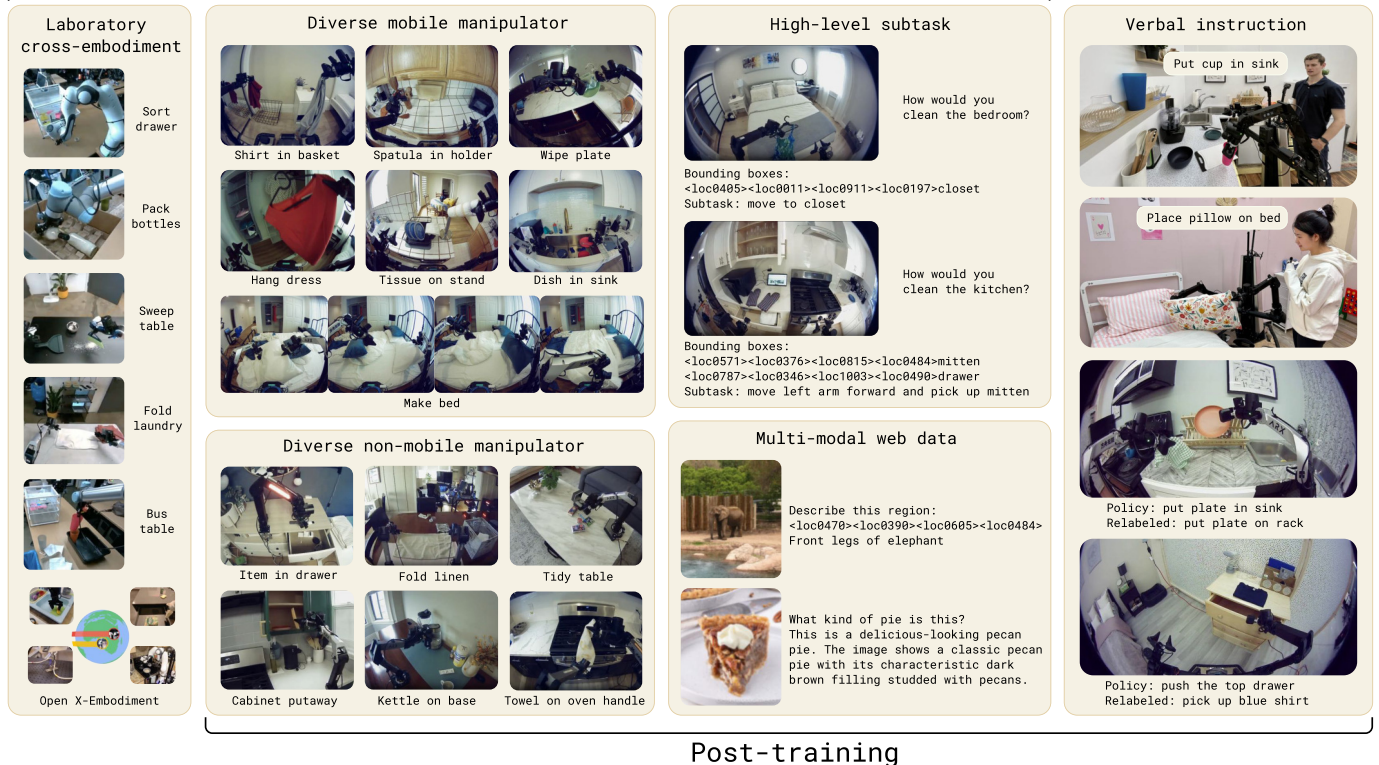 Laboratory
cross-embodiment
Sort
drawer
Pack
bottles
Sweep
table
Fold
laundry
Bus
table
Open X-Embodiment
Diverse mobile manipulator
Shirt in basket
Spatula in holder
Wipe plate
Hang dress
Tissue on stand
Dish in sink
Make bed
Diverse non-mobile manipulator
Item in drawer
Fold linen
Tidy table
Cabinet putaway
Kettle on base
Towel on oven handle
High-level subtask
How would you
clean the bedroom?
Bounding boxes:
<loc0405><loc0011><loc0911><loc0197>closet
Subtask: move to closet
How would you
clean the kitchen?
Bounding boxes:
<loc0571><loc0376><loc0815><loc0484>mitten
<loc0787><loc0346><loc1003><loc0490>drawer
Subtask: move left arm forward and pick up mitten
Multi-modal web data
Describe this region:
<loc0470><loc0390><loc0605><loc0484>
Front legs of elephant
What kind of pie is this?
This is a delicious-looking pecan
pie. The image shows a classic pecan
pie with its characteristic dark
brown filling studded with pecans.
Verbal instruction
Put cup in sink
Place pillow on bed
ARX
Policy: put plate in sink
Relabeled: put plate on rack
Policy: push the top drawer
Relabeled: pick up blue shirt
Post-training